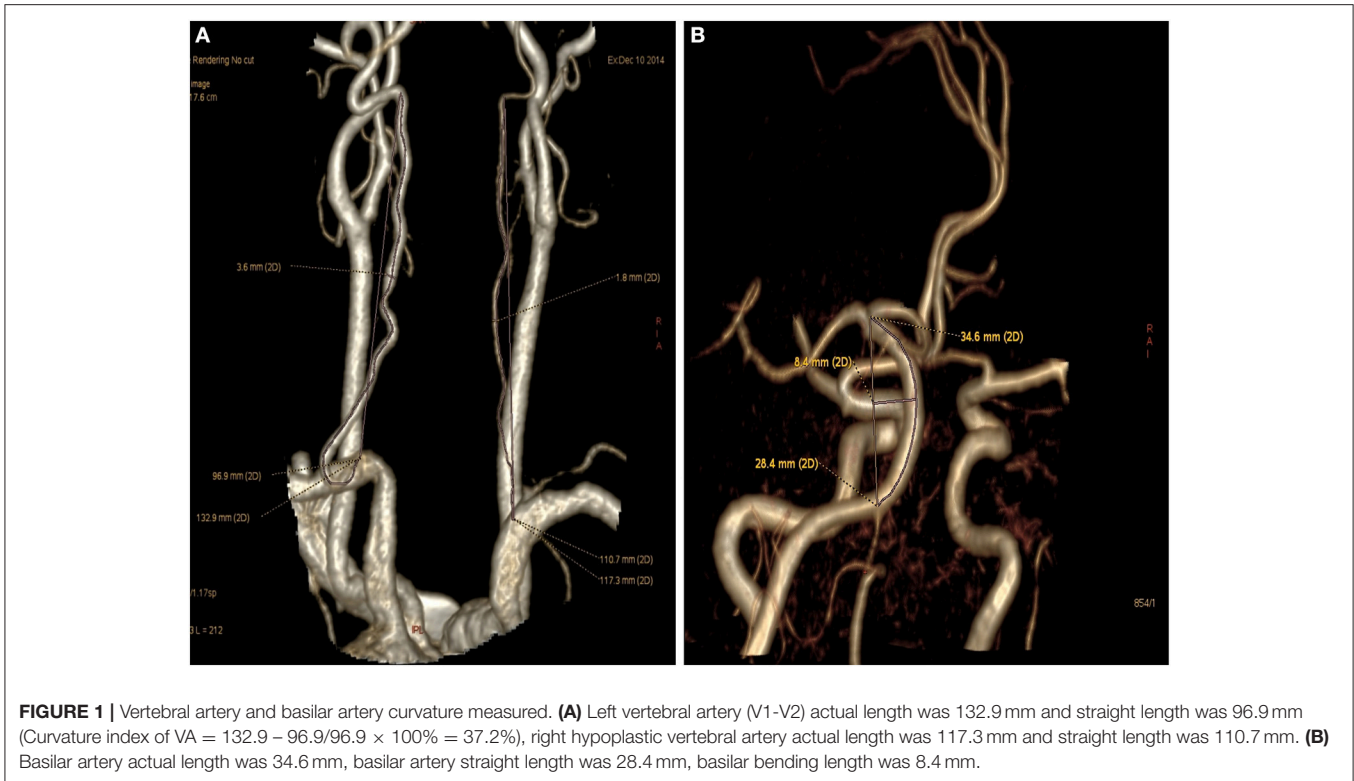 A
Rendering No cut
Ex:Dec 10 2014
image
17.6 cm
3.6 mm (2D)
1.8 mm (2D)
R
I
A
96.9 mm (2D)
132.9 mm (2D)
110.7 mm (2D)
117.3 mm (2D)
/1.17sp
3 L = 212
IPL
B
34.6 mm (2D)
8.4 mm (2D)
28.4 mm (2D)
R
A
I
854/1
FIGURE 1 | Vertebral artery and basilar artery curvature measured. (A) Left vertebral artery (V1-V2) actual length was 132.9 mm and straight length was 96.9 mm
(Curvature index of VA = 132.9 – 96.9/96.9 × 100% = 37.2%), right hypoplastic vertebral artery actual length was 117.3 mm and straight length was 110.7 mm. (B)
Basilar artery actual length was 34.6 mm, basilar artery straight length was 28.4 mm, basilar bending length was 8.4 mm.